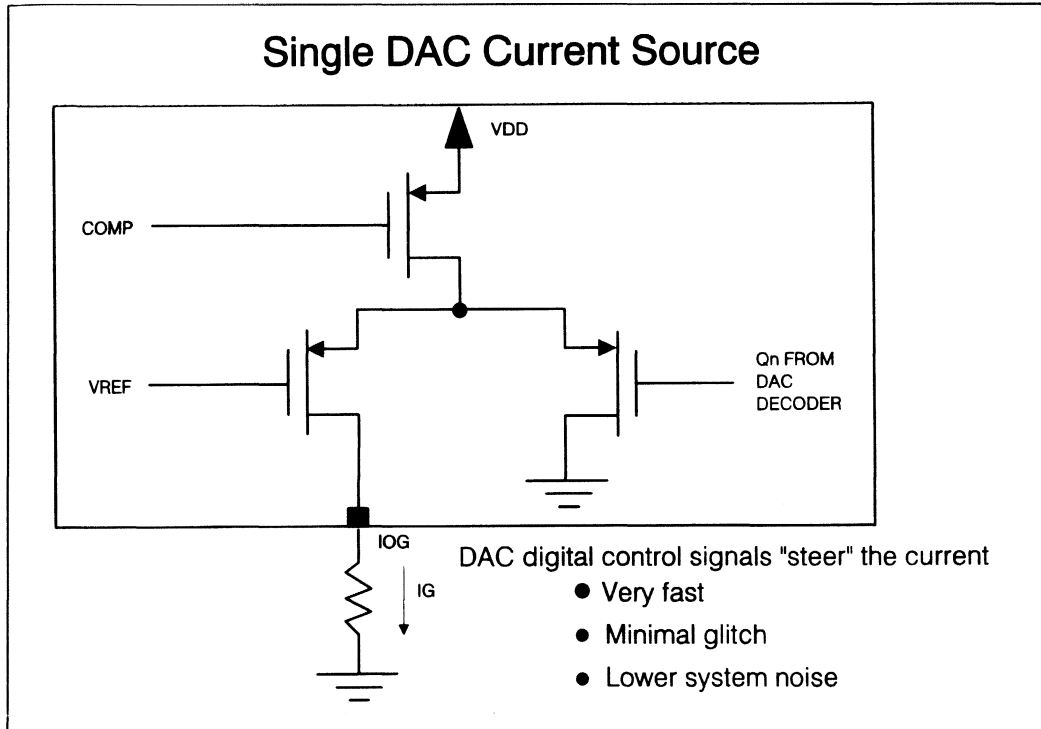 Single DAC Current Source
VDD
COMP
VREF
Qn FROM
DAC
DECODER
IOG
IG
DAC digital control signals "steer" the current
● Very fast
● Minimal glitch
● Lower system noise